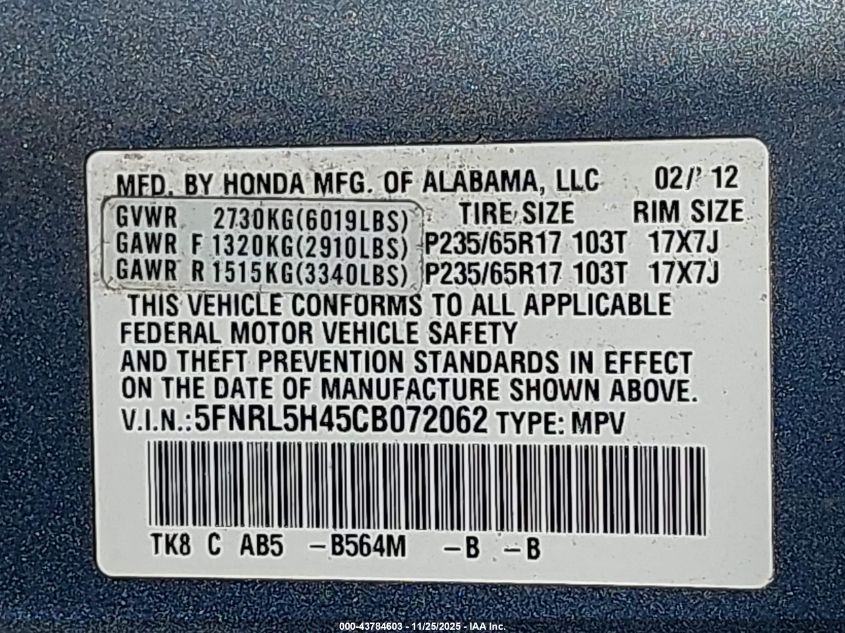 MFD. BY HONDA MFG. OF ALABAMA, LLC 02/ 12
GVWR 2730KG(6019LBS) TIRE SIZE RIM SIZE
GAWR F 1320KG(2910LBS) P235/65R17 103T 17X7J
GAWR R 1515KG(3340LBS) P235/65R17 103T 17X7J
THIS VEHICLE CONFORMS TO ALL APPLICABLE
FEDERAL MOTOR VEHICLE SAFETY
AND THEFT PREVENTION STANDARDS IN EFFECT
ON THE DATE OF MANUFACTURE SHOWN ABOVE.
V.I.N.: 5FNRL5H45CB072062 TYPE: MPV
TK8 C AB5 -B564M -B -B
000-43784603 - 11/25/2025 - IAA Inc.